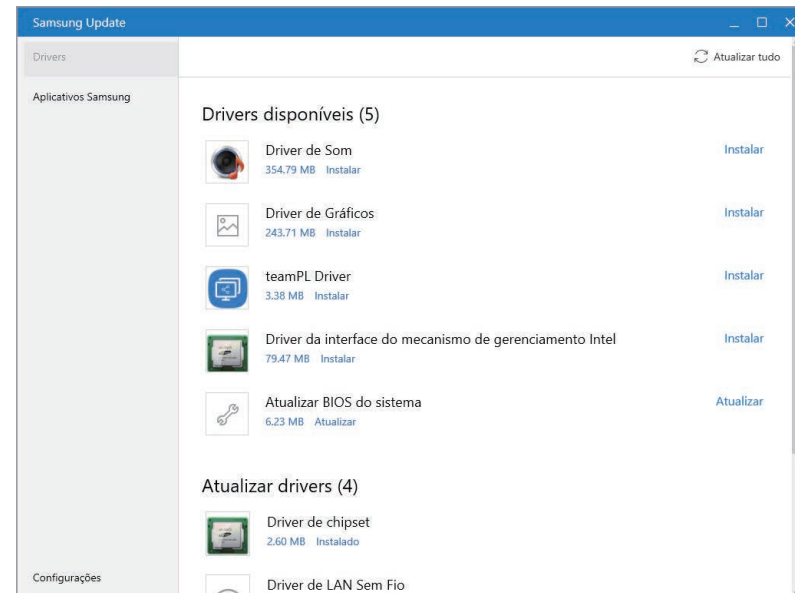 Samsung Update
Drivers
Atualizar tudo
Aplicativos Samsung
Drivers disponíveis (5)
Driver de Som
Instalar
354.79 MB Instalar
Driver de Gráficos
Instalar
243.71 MB Instalar
teamPL Driver
Instalar
3.38 MB Instalar
Driver da interface do mecanismo de gerenciamento Intel
Instalar
79.47 MB Instalar
Atualizar BIOS do sistema
Atualizar
6.23 MB Atualizar
Atualizar drivers (4)
Driver de chipset
2.60 MB Instalado
Configurações
Driver de LAN Sem Fio